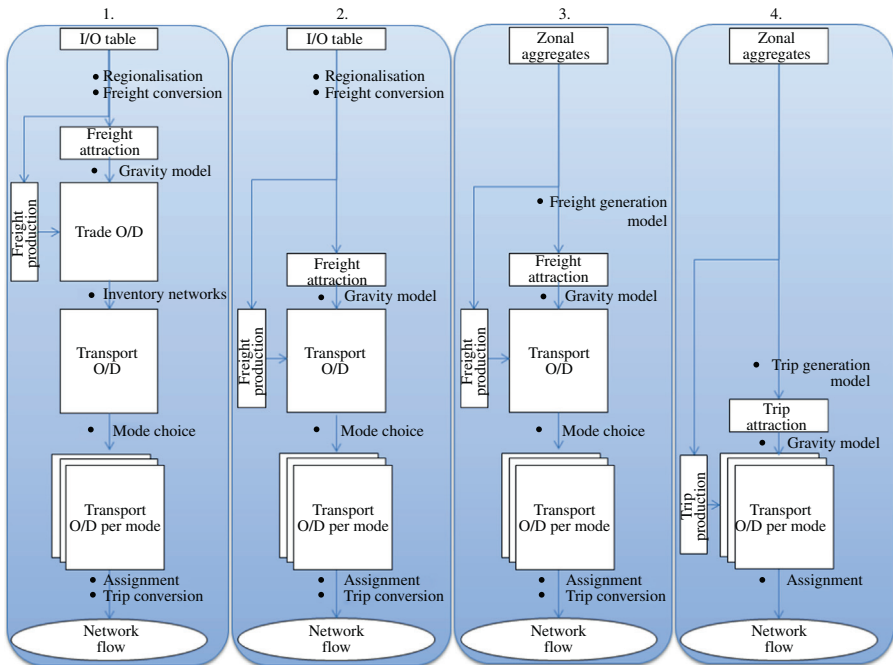 1.
I/O table
• Regionalisation
• Freight conversion
Freight
attraction
• Gravity model
Freight
production
Trade O/D
• Inventory networks
Transport
O/D
• Mode choice
Transport
O/D per mode
• Assignment
• Trip conversion
Network
flow
2.
I/O table
• Regionalisation
• Freight conversion
Freight
attraction
• Gravity model
Freight
production
Transport
O/D
• Mode choice
Transport
O/D per mode
• Assignment
• Trip conversion
Network
flow
3.
Zonal
aggregates
• Freight generation
model
Freight
attraction
• Gravity model
Freight
production
Transport
O/D
• Mode choice
Transport
O/D per mode
• Assignment
• Trip conversion
Network
flow
4.
Zonal
aggregates
• Trip generation
model
Trip
attraction
• Gravity model
Trip
production
Transport
O/D per mode
• Assignment
Network
flow